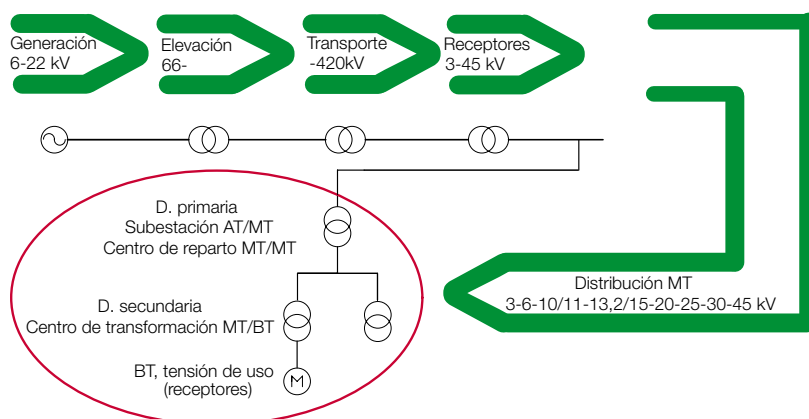 Generación
6-22 kV
Elevación
66-
Transporte
-420kV
Receptores
3-45 kV
D. primaria
Subestación AT/MT
Centro de reparto MT/MT
Distribución MT
3-6-10/11-13,2/15-20-25-30-45 kV
D. secundaria
Centro de transformación MT/BT
BT, tensión de uso
(receptores)
M